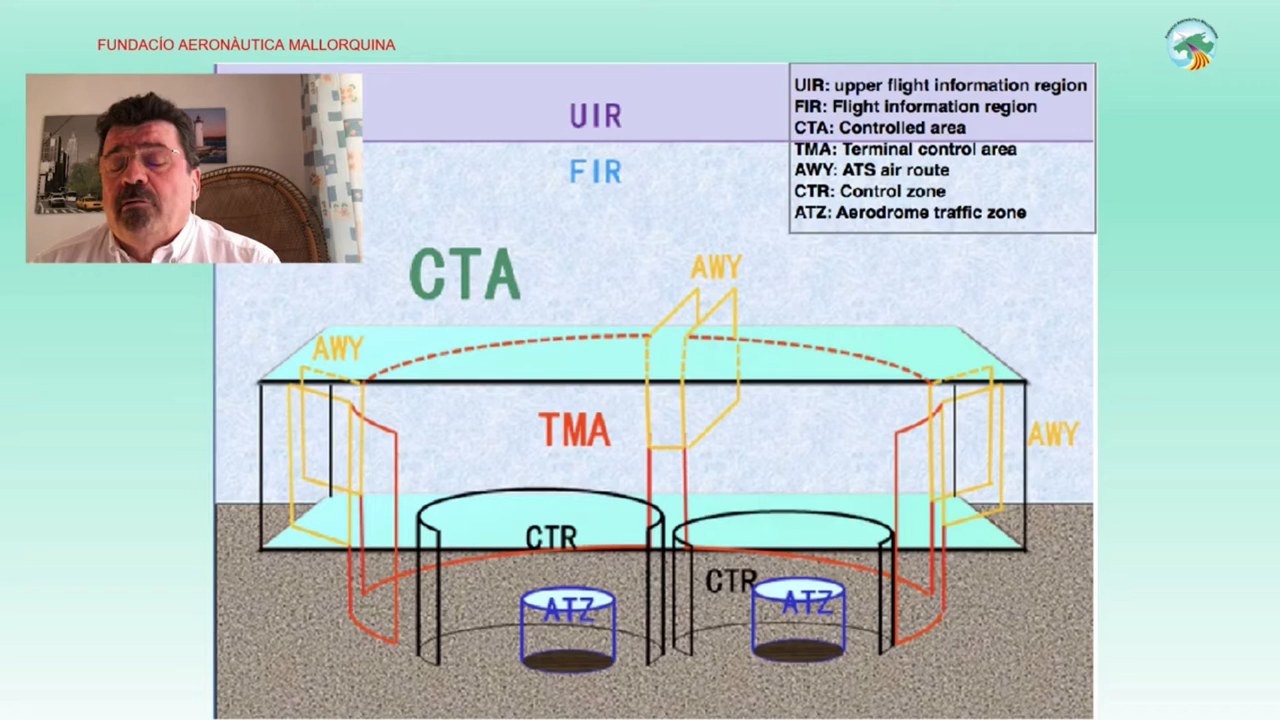 FUNDACÍO AERONÀUTICA MALLORQUINA
UIR
FIR
UIR: upper flight information region
FIR: Flight information region
CTA: Controlled area
TMA: Terminal control area
AWY: ATS air route
CTR: Control zone
ATZ: Aerodrome traffic zone
CTA
AWY
AWY
TMA
AWY
CTR
CTR
ATZ
ATZ